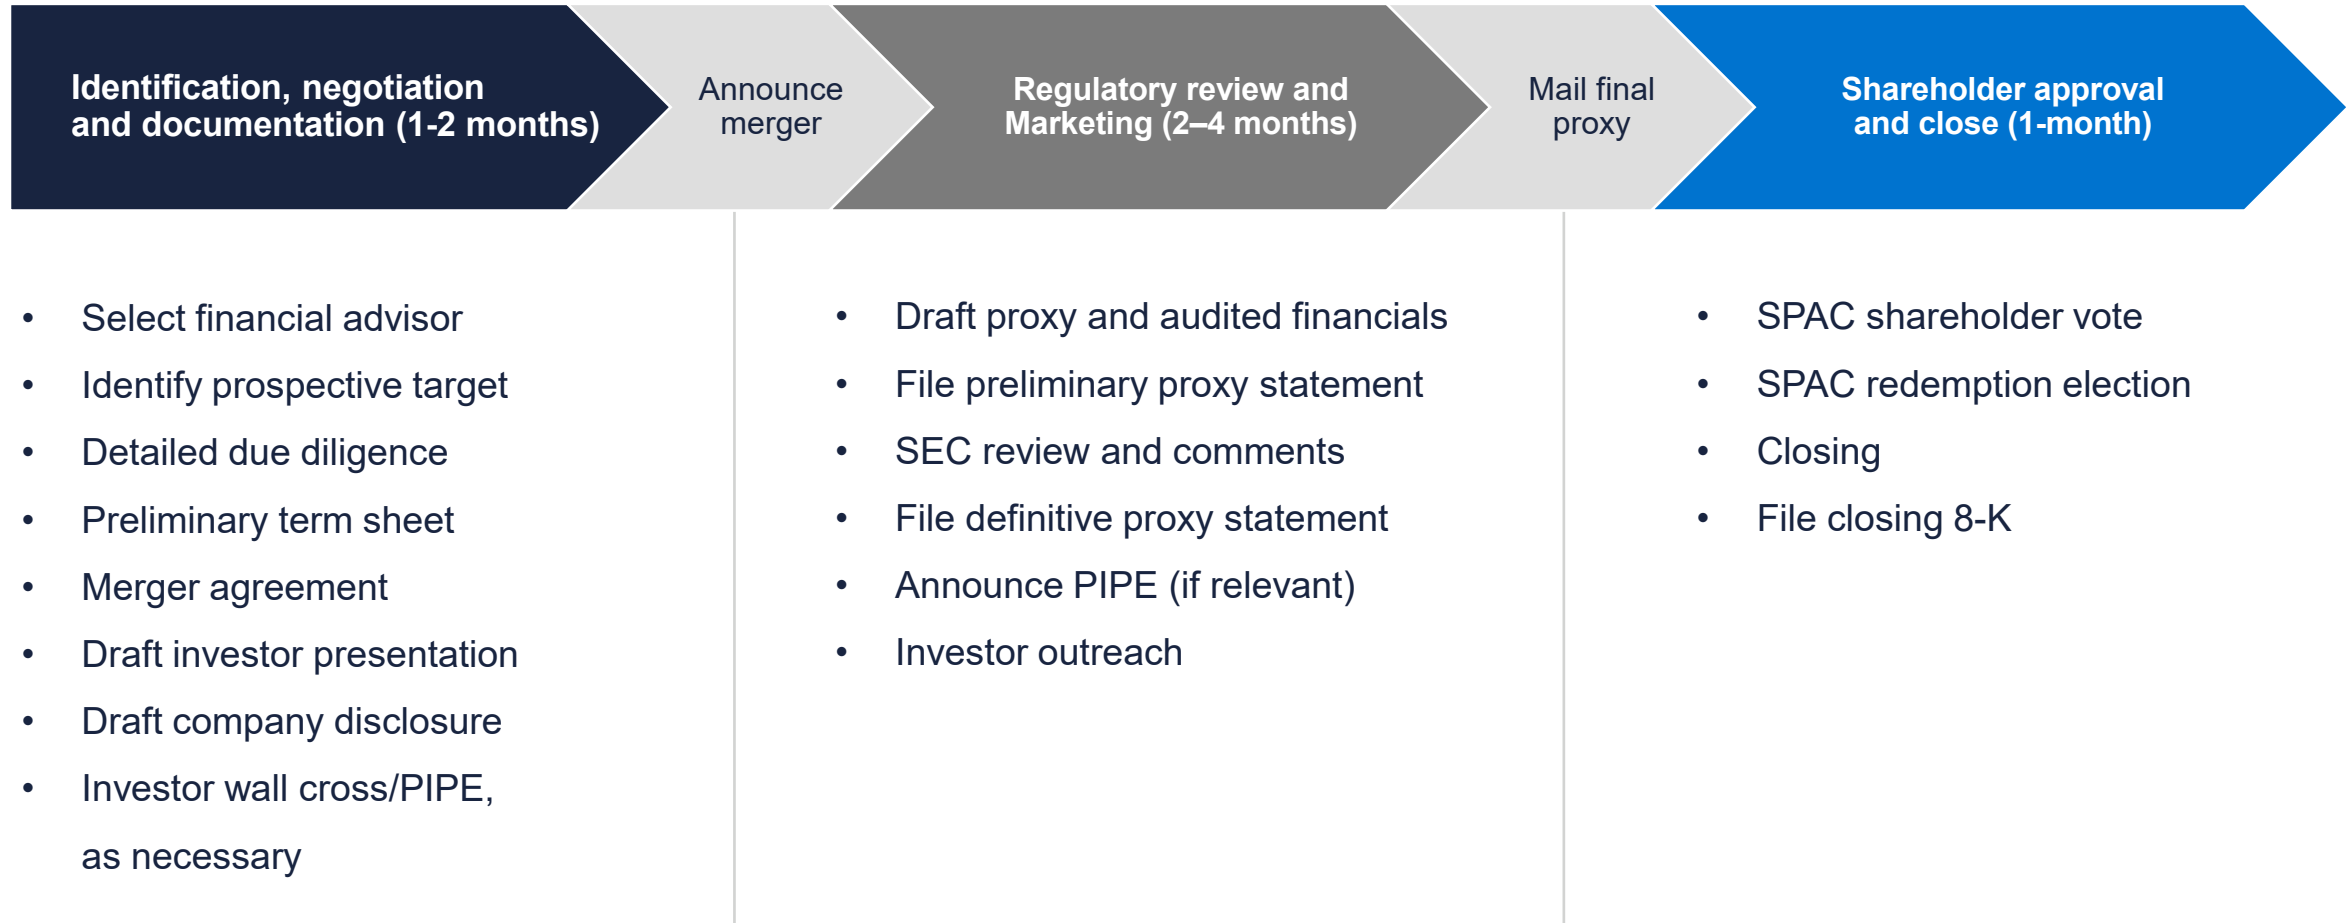 Identification, negotiation
and documentation (1-2 months)
Announce
merger
Regulatory review and
Marketing (2–4 months)
Mail final
proxy
Shareholder approval
and close (1-month)
• Select financial advisor
• Identify prospective target
• Detailed due diligence
• Preliminary term sheet
• Merger agreement
• Draft investor presentation
• Draft company disclosure
• Investor wall cross/PIPE,
as necessary
• Draft proxy and audited financials
• File preliminary proxy statement
• SEC review and comments
• File definitive proxy statement
• Announce PIPE (if relevant)
• Investor outreach
• SPAC shareholder vote
• SPAC redemption election
• Closing
• File closing 8-K